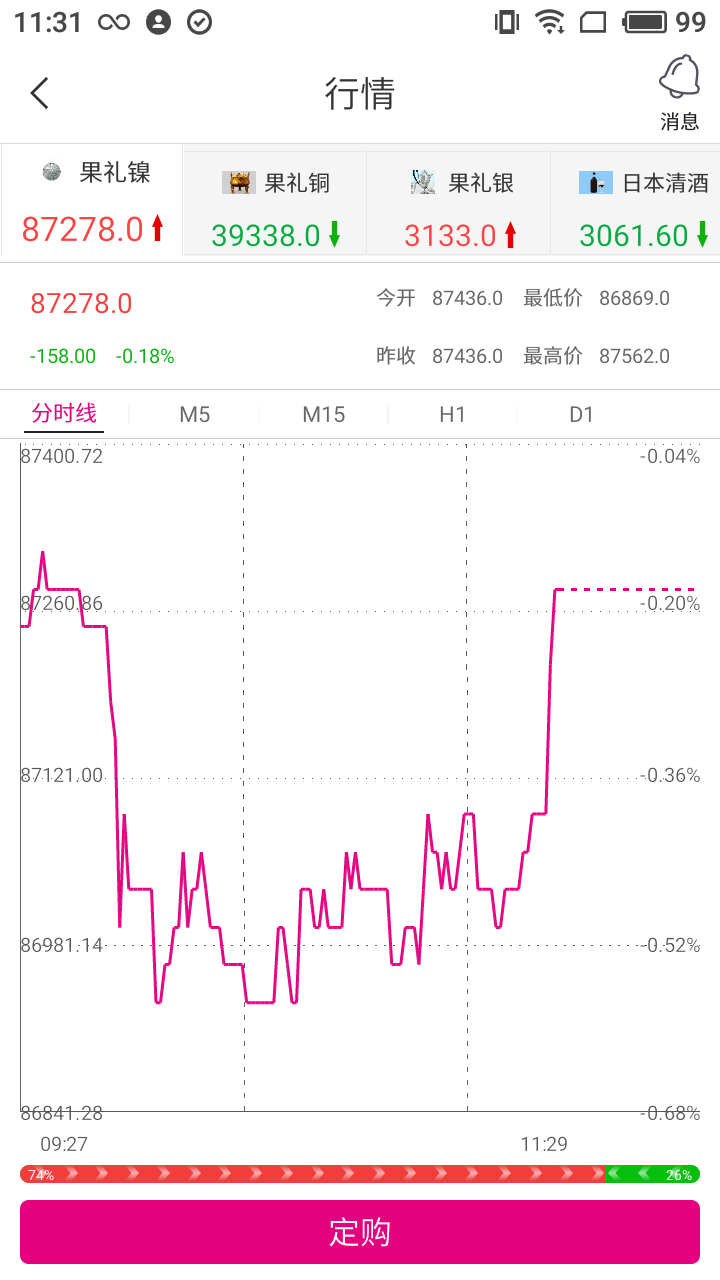 11:31 99
行情
消息
果礼镍 果礼铜 果礼银 日本清酒
87278.0 39338.0 3133.0 3061.60
87278.0 今开 87436.0 最低价 86869.0
-158.00 -0.18% 昨收 87436.0 最高价 87562.0
分时线 M5 M15 H1 D1
87400.72 -0.04%
87260.86 -0.20%
87121.00 -0.36%
86981.14 -0.52%
86841.28 -0.68%
09:27 11:29
74% 26%
定购